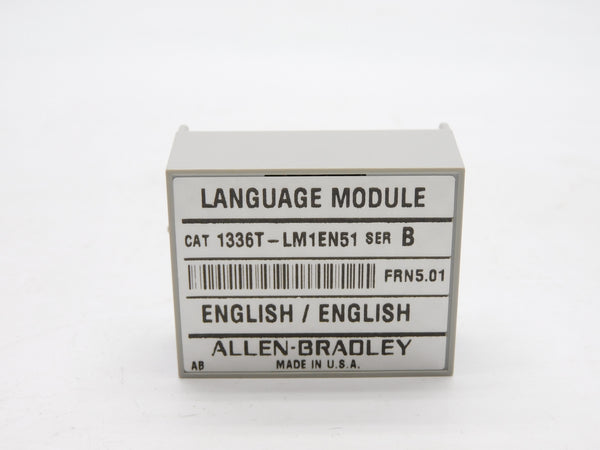 LANGUAGE MODULE
CAT 1336T-LM1EN51 SER B
FRN5.01
ENGLISH / ENGLISH
ALLEN-BRADLEY
AB MADE IN U.S.A.